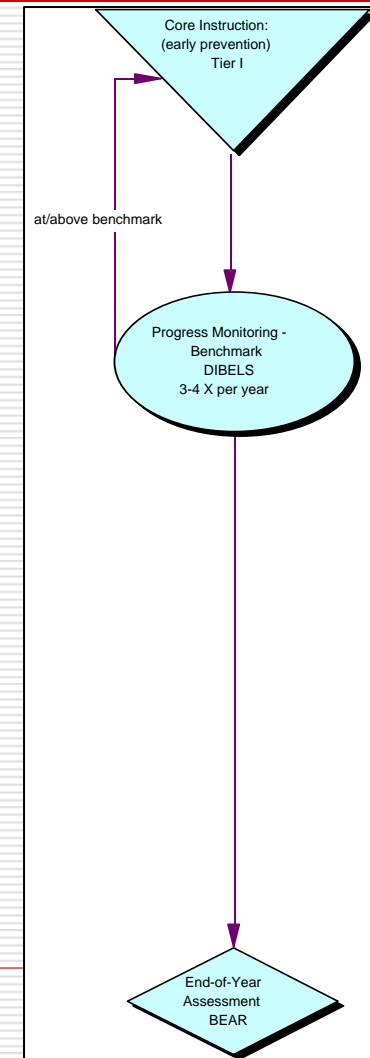 Core Instruction:
(early prevention)
Tier I
at/above benchmark
Progress Monitoring -
Benchmark
DIBELS
3-4 X per year
End-of-Year
Assessment
BEAR